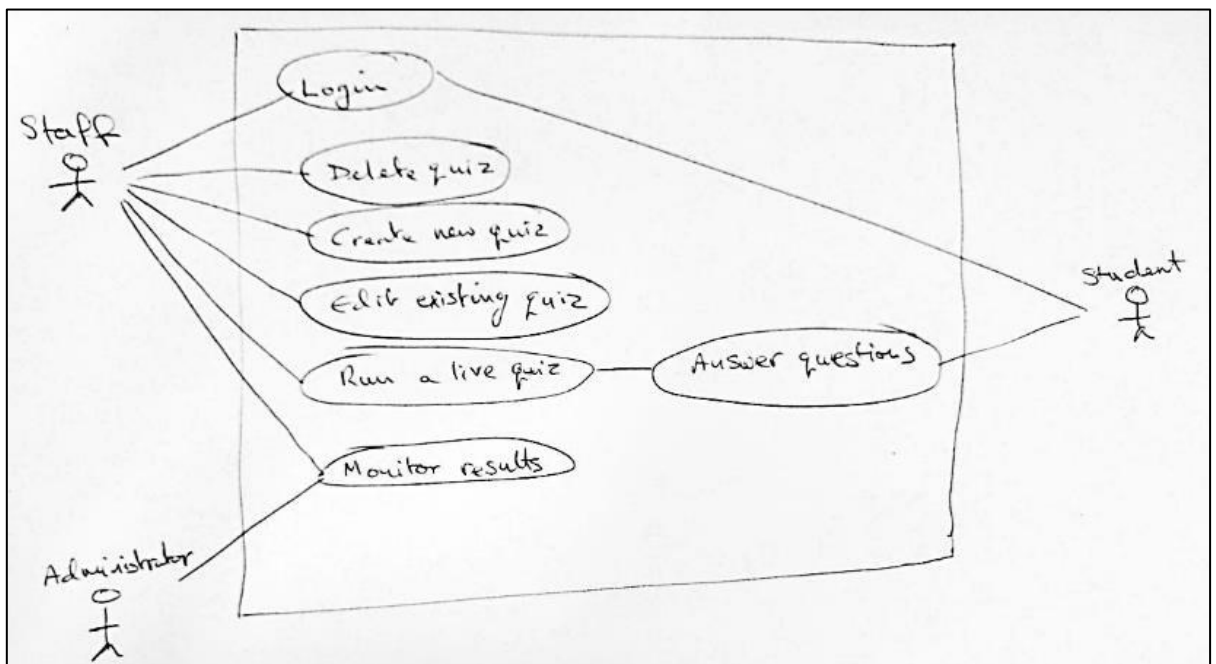 Login
Staff
Delete quiz
Create new quiz
Edit existing quiz
Student
Run a live quiz
Answer questions
Monitor results
Administrator